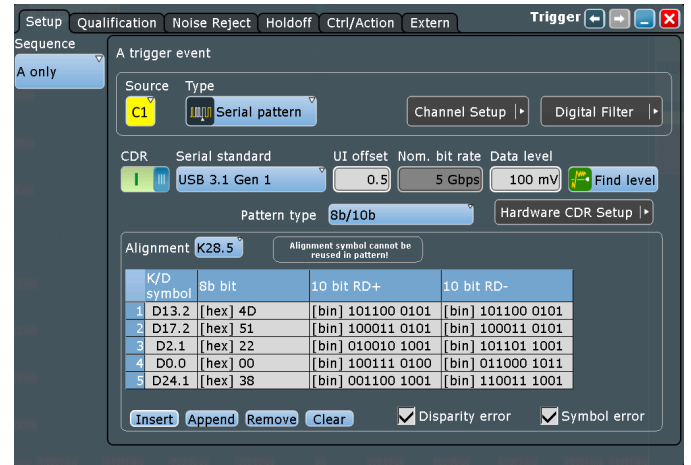 Setup Qualification Noise Reject Holdoff Ctrl/Action Extern Trigger
Sequence
A only
A trigger event
Source Type
C1 Serial pattern Channel Setup Digital Filter
CDR Serial standard UI offset Nom. bit rate Data level
USB 3.1 Gen 1 0.5 5 Gbps 100 mV Find level
Pattern type 8b/10b Hardware CDR Setup
Alignment K28.5 Alignment symbol cannot be
reused in pattern!
K/D
symbol 8b bit 10 bit RD+ 10 bit RD-
1 D13.2 [hex] 4D [bin] 101100 0101 [bin] 101100 0101
2 D17.2 [hex] 51 [bin] 100011 0101 [bin] 100011 0101
3 D2.1 [hex] 22 [bin] 010010 1001 [bin] 101101 1001
4 D0.0 [hex] 00 [bin] 100111 0100 [bin] 011000 1011
5 D24.1 [hex] 38 [bin] 001100 1001 [bin] 110011 1001
Insert Append Remove Clear Disparity error Symbol error